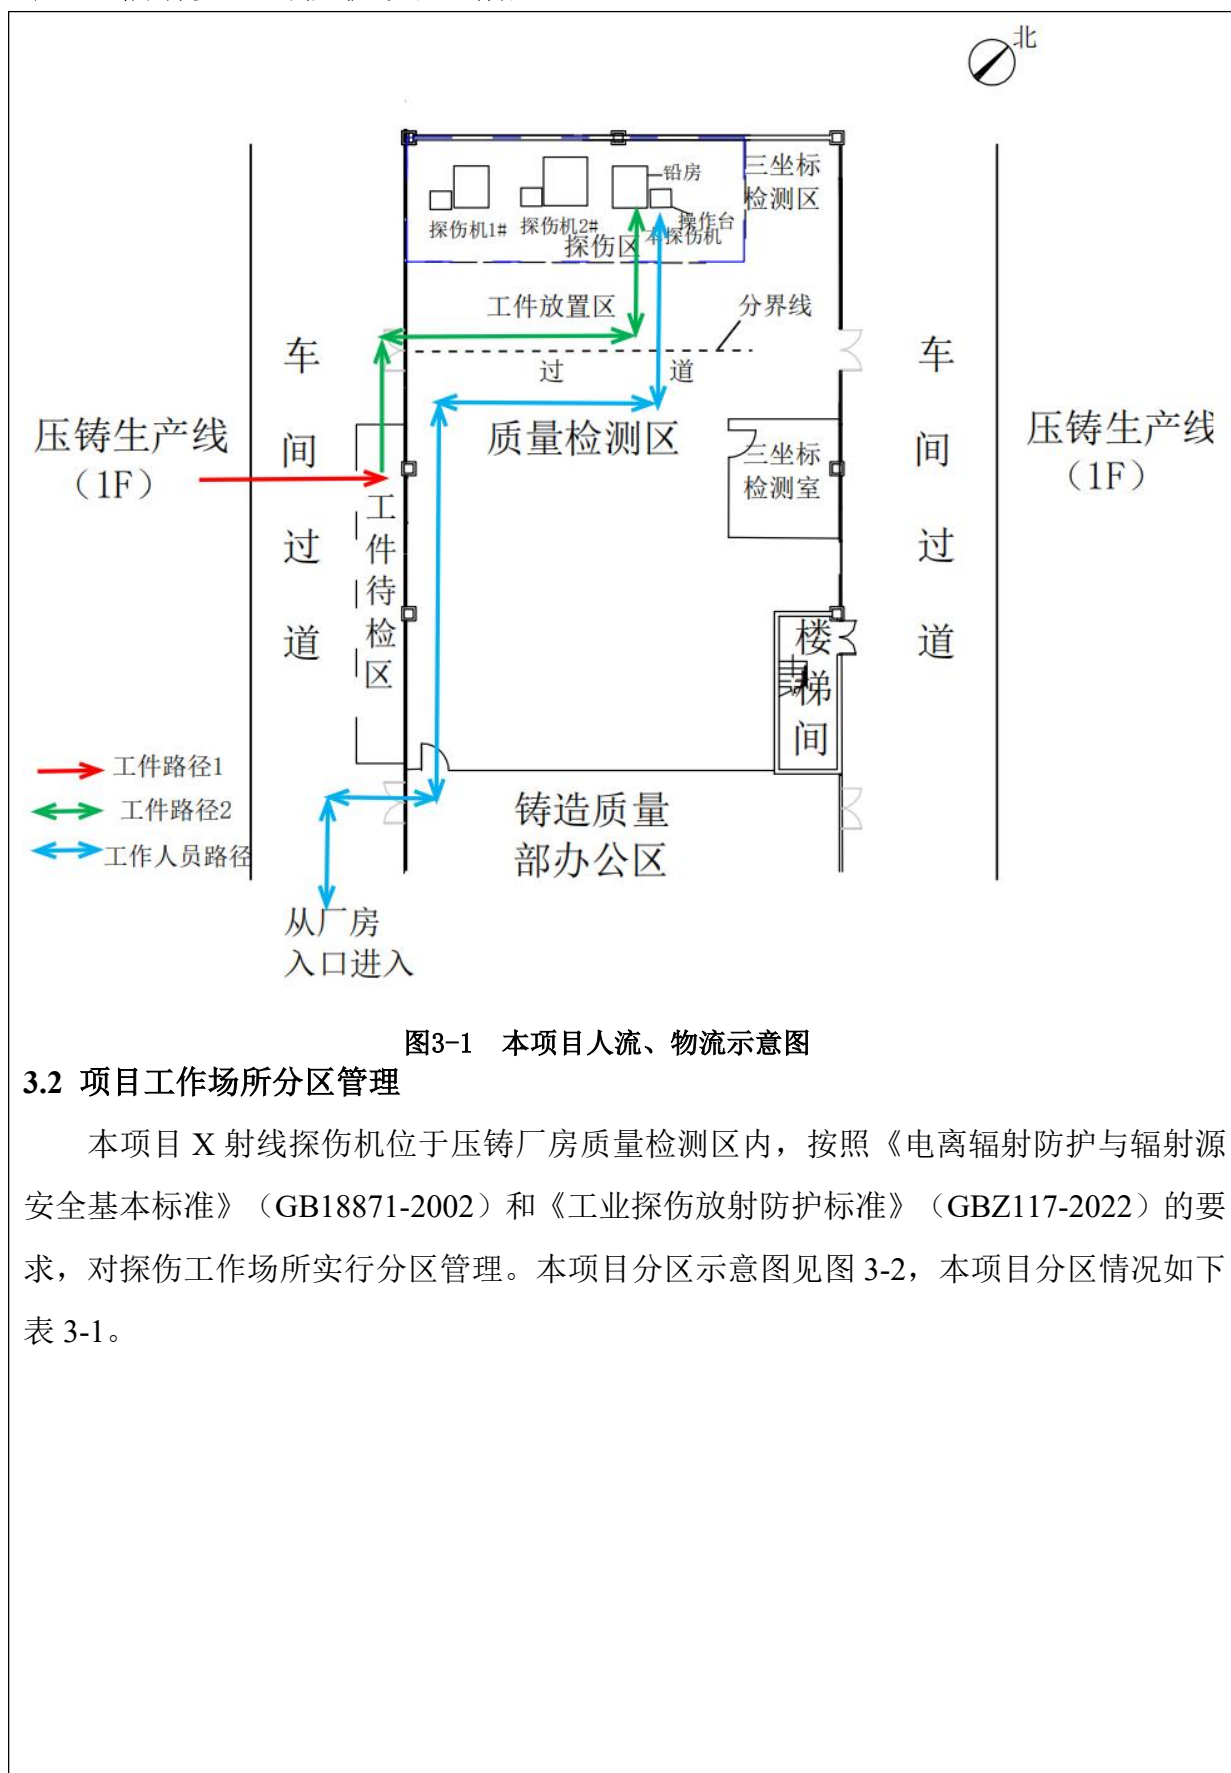 北
三坐标
检测区
铅房
操作台
本探伤机
探伤机1#
探伤机2#
探伤区
工件放置区
分界线
过 道
车间过道
车间过道
压铸生产线
（1F）
压铸生产线
（1F）
质量检测区
三坐标
检测室
工件待检区
楼梯间
工件路径1
工件路径2
工作人员路径
铸造质量
部办公区
从厂房
入口进入
图3-1 本项目人流、物流示意图
3.2 项目工作场所分区管理
本项目 X 射线探伤机位于压铸厂房质量检测区内，按照《电离辐射防护与辐射源
安全基本标准》（GB18871-2002）和《工业探伤放射防护标准》（GBZ117-2022）的要
求，对探伤工作场所实行分区管理。本项目分区示意图见图 3-2，本项目分区情况如下
表 3-1。